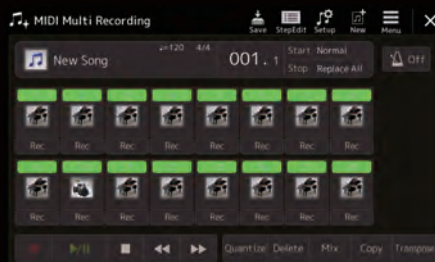 MIDI Multi Recording
Save StepEdit Setup New Menu
New Song ♩=120 4/4 001. 1 Start Normal Off
Stop Replace All
Rec Rec Rec Rec Rec Rec Rec Rec
Rec Rec Rec Rec Rec Rec Rec Rec
Quantize Delete Mix Copy Transpose